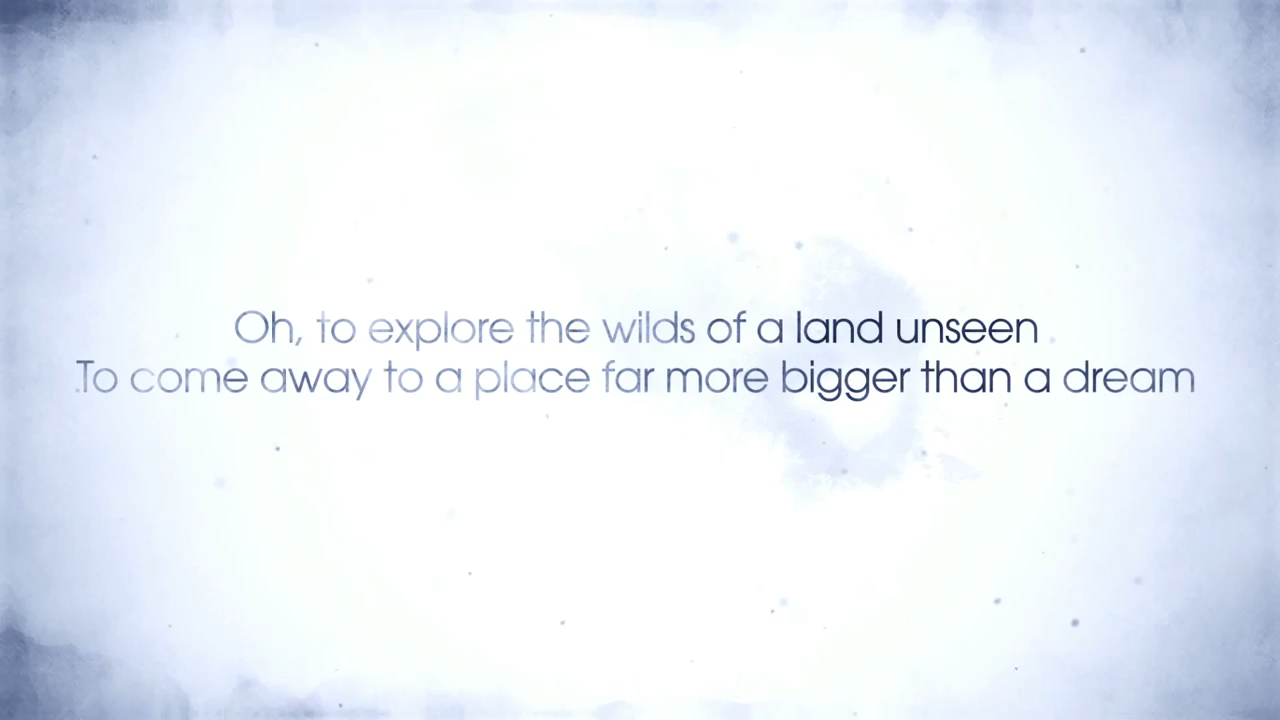 Oh, to explore the wilds of a land unseen
To come away to a place far more bigger than a dream